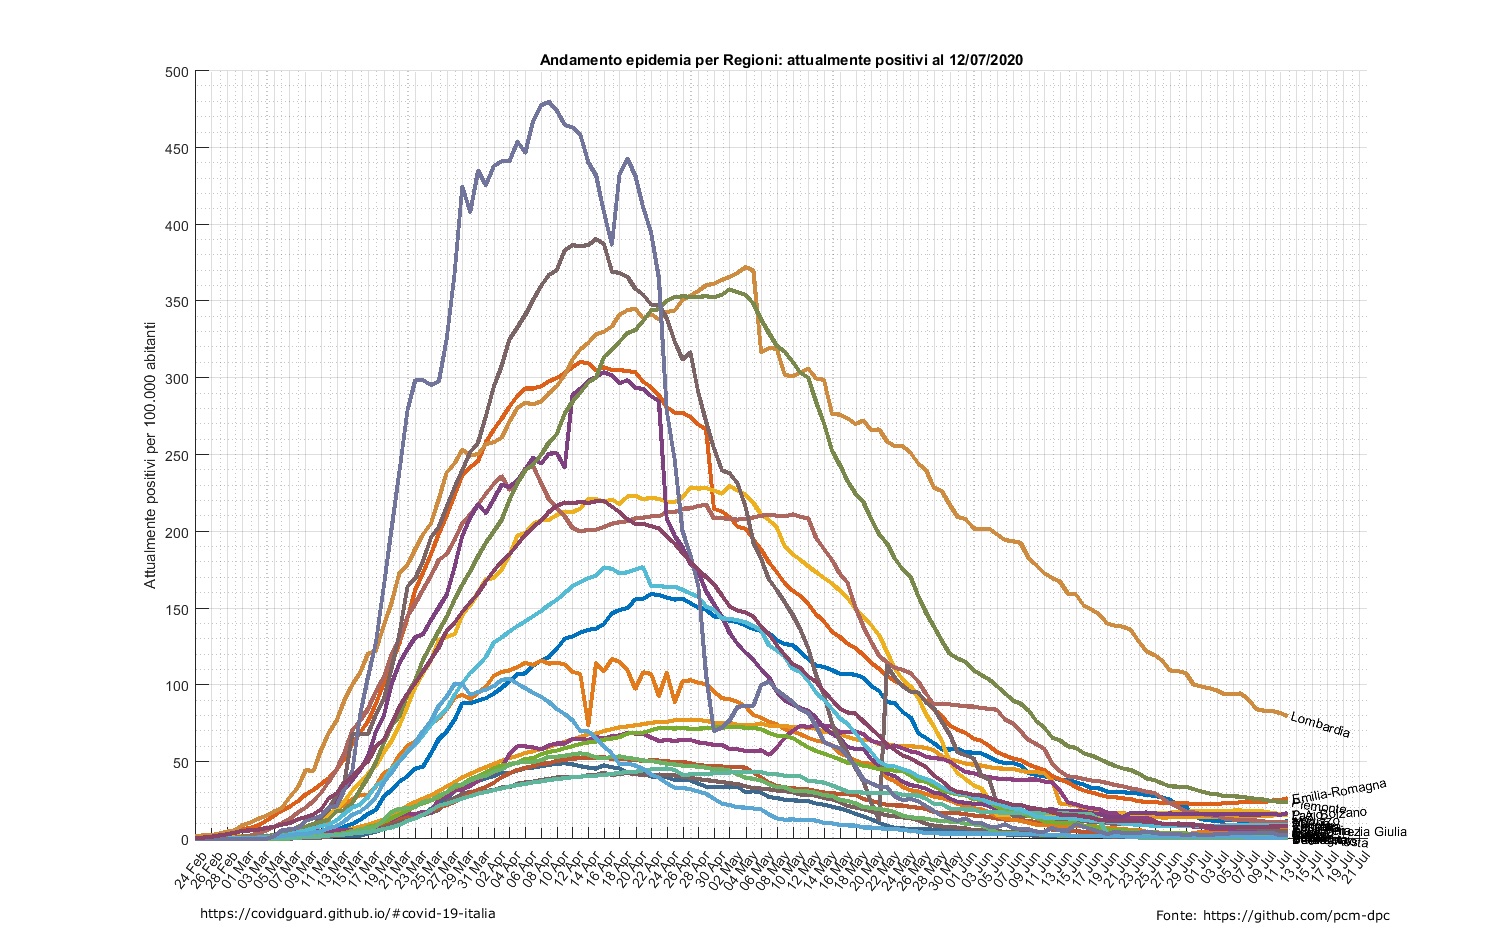 Andamento epidemia per Regioni: attualmente positivi al 12/07/2020
Attualmente positivi per 100.000 abitanti
500
450
400
350
300
250
200
150
100
50
0
Lombardia
Emilia-Romagna
Piemonte
Bolzano
Venezia Giulia
24 Feb
26 Feb
28 Feb
01 Mar
03 Mar
05 Mar
07 Mar
09 Mar
11 Mar
13 Mar
15 Mar
17 Mar
19 Mar
21 Mar
23 Mar
25 Mar
27 Mar
29 Mar
31 Mar
02 Apr
04 Apr
06 Apr
08 Apr
10 Apr
12 Apr
14 Apr
16 Apr
18 Apr
20 Apr
22 Apr
24 Apr
26 Apr
28 Apr
30 Apr
02 May
04 May
06 May
08 May
10 May
12 May
14 May
16 May
18 May
20 May
22 May
24 May
26 May
28 May
30 May
01 Jun
03 Jun
05 Jun
07 Jun
09 Jun
11 Jun
13 Jun
15 Jun
17 Jun
19 Jun
21 Jun
23 Jun
25 Jun
27 Jun
29 Jun
01 Jul
03 Jul
05 Jul
07 Jul
09 Jul
11 Jul
13 Jul
15 Jul
17 Jul
19 Jul
21 Jul
https://covidguard.github.io/#covid-19-italia
Fonte: https://github.com/pcm-dpc